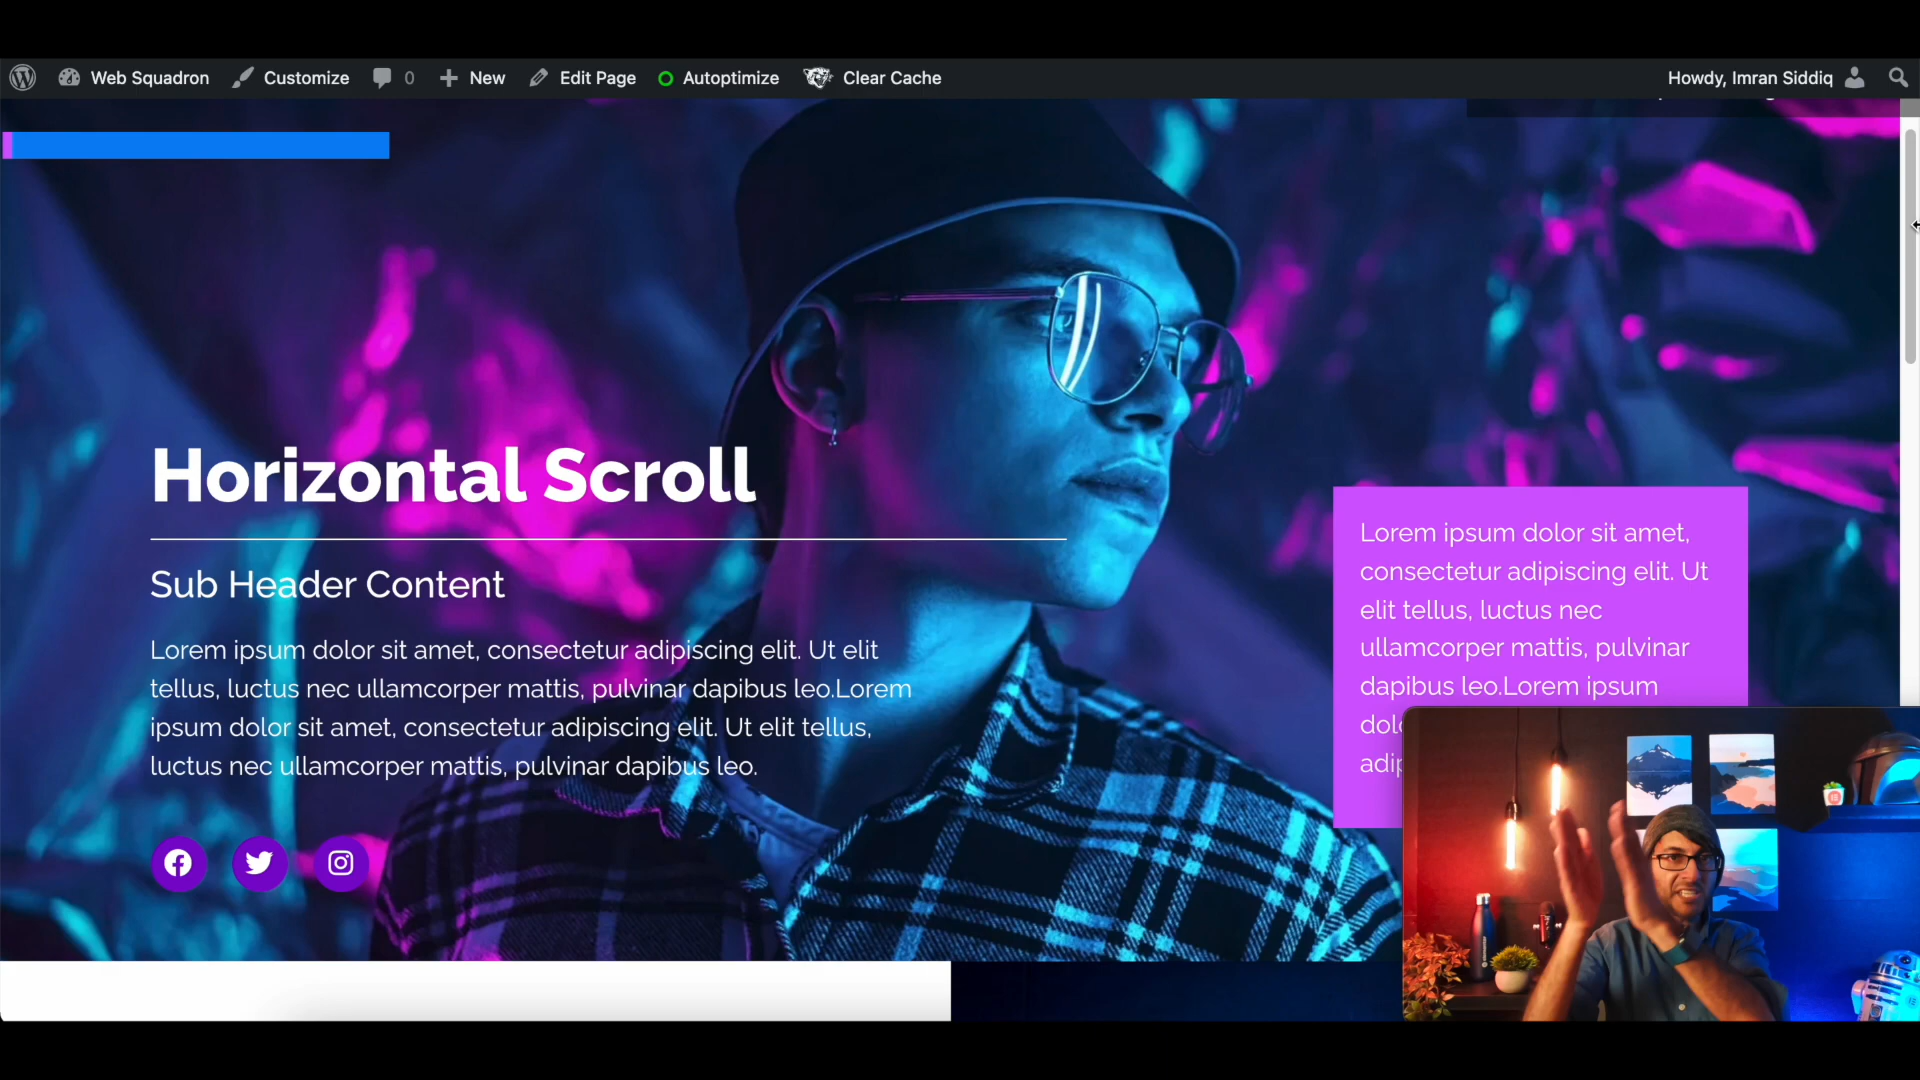 Web Squadron Customize 0 New Edit Page Autoptimize Clear Cache Howdy, Imran Siddiq
Horizontal Scroll
Sub Header Content
Lorem ipsum dolor sit amet, consectetur adipiscing elit. Ut elit
tellus, luctus nec ullamcorper mattis, pulvinar dapibus leo.Lorem
ipsum dolor sit amet, consectetur adipiscing elit. Ut elit tellus,
luctus nec ullamcorper mattis, pulvinar dapibus leo.
Lorem ipsum dolor sit amet,
consectetur adipiscing elit. Ut
elit tellus, luctus nec
ullamcorper mattis, pulvinar
dapibus leo.Lorem ipsum